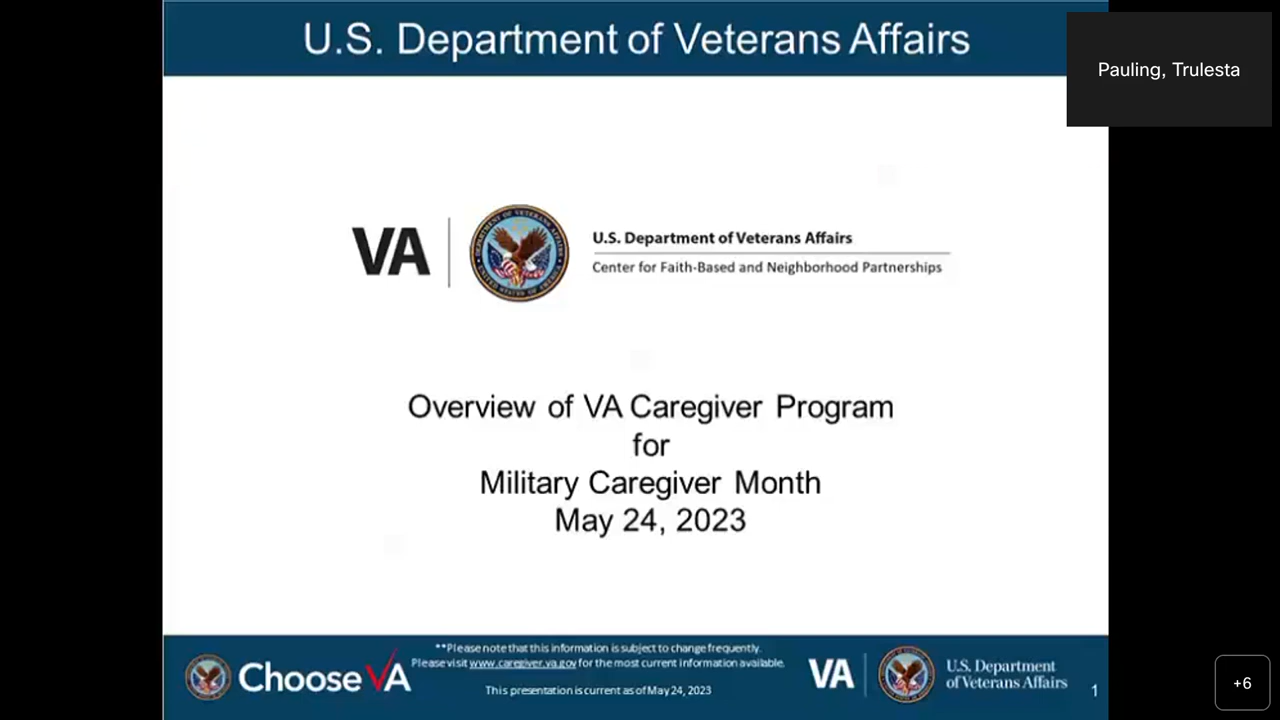 U.S. Department of Veterans Affairs
Pauling, Trulesta
VA
U.S. Department of Veterans Affairs
Center for Faith-Based and Neighborhood Partnerships
Overview of VA Caregiver Program
for
Military Caregiver Month
May 24, 2023
**Please note that this information is subject to change frequently.
Please visit www.caregiver.va.gov for the most current information available.
This presentation is current as of May 24, 2023
Choose VA
VA
U.S. Department
of Veterans Affairs
1
+6